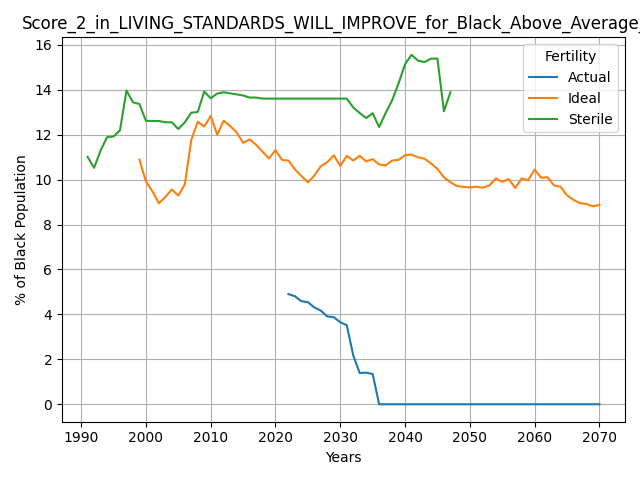 Score_2_in_LIVING_STANDARDS_WILL_IMPROVE_for_Black_Above_Average_
Fertility
Actual
Ideal
Sterile
% of Black Population
16
14
12
10
8
6
4
2
0
1990 2000 2010 2020 2030 2040 2050 2060 2070
Years